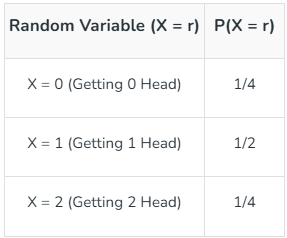 Random Variable (X = r) P(X = r)
X = 0 (Getting 0 Head) 1/4
X = 1 (Getting 1 Head) 1/2
X = 2 (Getting 2 Head) 1/4